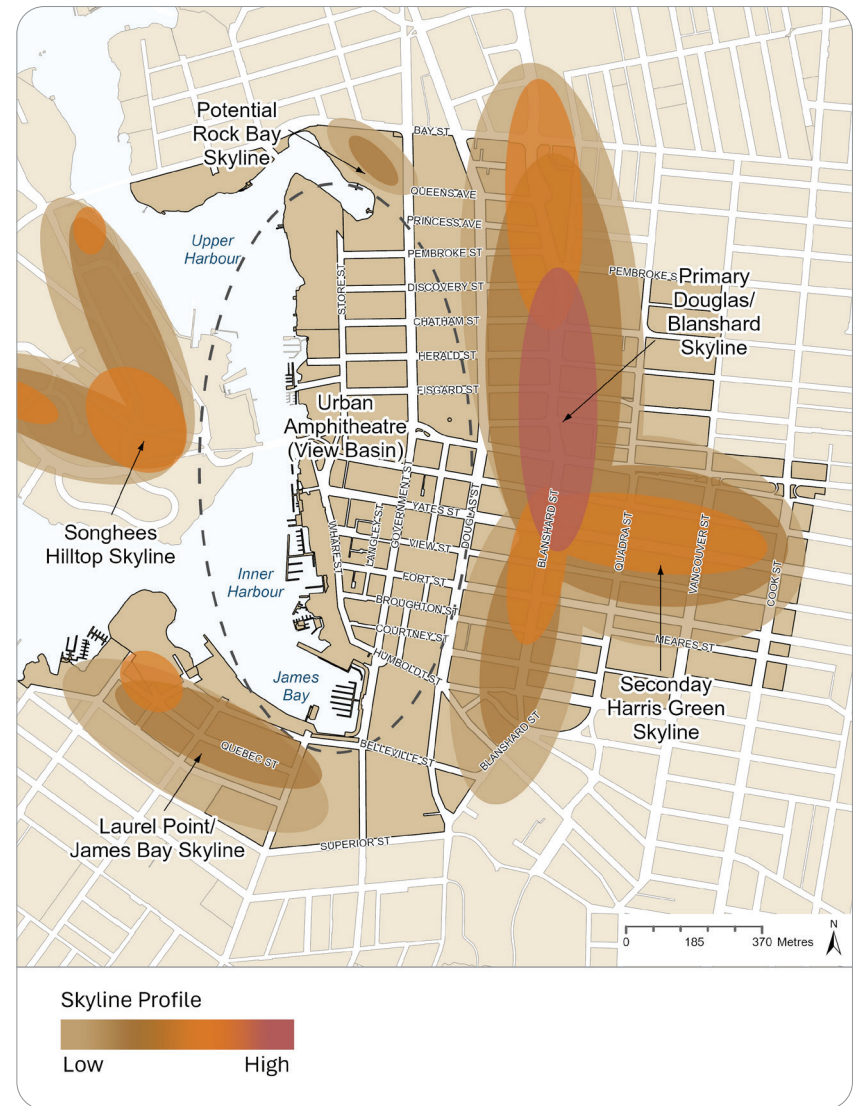 Potential
Rock Bay
Skyline
BAY ST
QUEENS AVE
PRINCESS AVE
Upper
Harbour
PEMBROKE ST
PEMBROKE S
STORE ST
DISCOVERY ST
Primary
Douglas/
Blanshard
Skyline
CHATHAM ST
HERALD ST
FISGARD ST
Urban
Amphitheatre
(View Basin)
GOVERNMENT ST
YATES ST
LANGLEY ST
DOUGLAS ST
BLANSHARD ST
QUADRA ST
VANCOUVER ST
COOK ST
WHARF ST
VIEW ST
Songhees
Hilltop Skyline
Inner
Harbour
FORT ST
BROUGHTON ST
COURTNEY ST
MEARES ST
HUMBOLDT ST
James
Bay
Seconday
Harris Green
Skyline
QUEBEC ST
BELLEVILLE ST
BLANSHARD ST
Laurel Point/
James Bay Skyline
SUPERIOR ST
N
0 185 370 Metres
Skyline Profile
Low High